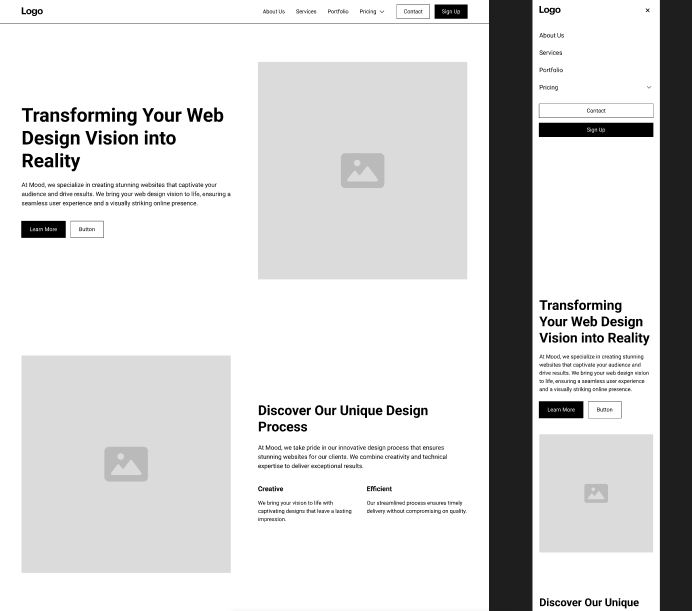 Logo
About Us
Services
Portfolio
Pricing
Contact
Sign Up
Transforming Your Web
Design Vision into
Reality
At Mood, we specialize in creating stunning websites that captivate your
audience and drive results. We bring your web design vision to life, ensuring a
seamless user experience and a visually striking online presence.
Learn More
Button
Discover Our Unique Design
Process
At Mood, we take pride in our innovative design process that ensures
stunning websites for our clients. We combine creativity and technical
expertise to deliver exceptional results.
Creative
We bring your vision to life with
captivating designs that leave a lasting
impression.
Efficient
Our streamlined process ensures timely
delivery without compromising on quality.
Logo
About Us
Services
Portfolio
Pricing
Contact
Sign Up
Transforming
Your Web Design
Vision into Reality
At Mood, we specialize in creating stunning
websites that captivate your audience and
drive results. We bring your web design vision
to life, ensuring a seamless user experience
and a visually striking online presence.
Learn More
Button
Discover Our Unique